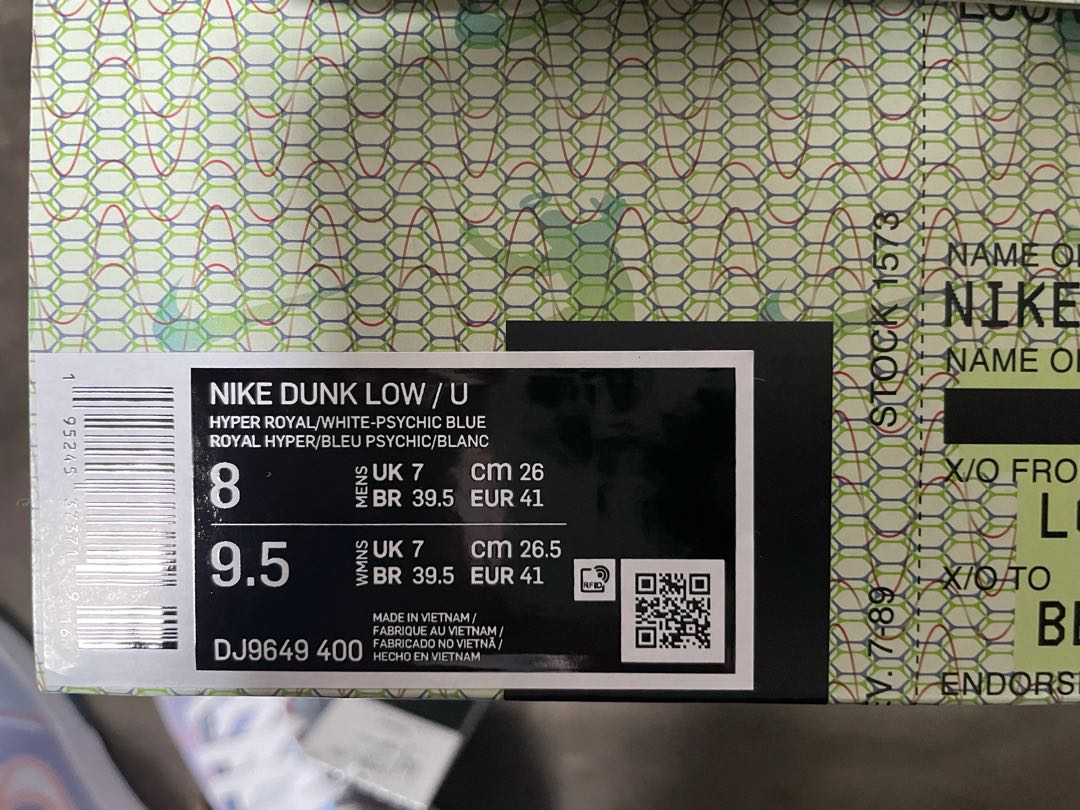 NIKE DUNK LOW / U
HYPER ROYAL/WHITE-PSYCHIC BLUE
ROYAL HYPER/BLEU PSYCHIC/BLANC
8
MENS
UK 7 CM 26
BR 39.5 EUR 41
9.5
WMNS
UK 7 CM 26.5
BR 39.5 EUR 41
RFID
DJ9649 400
MADE IN VIETNAM /
FABRIQUE AU VIETNAM /
FABRICADO NO VIETNÃ /
HECHO EN VIETNAM
STOCK 1573
V.77-89
NAME O
NIKE
NAME O
X/O FRO
X/O TO
ENDORS